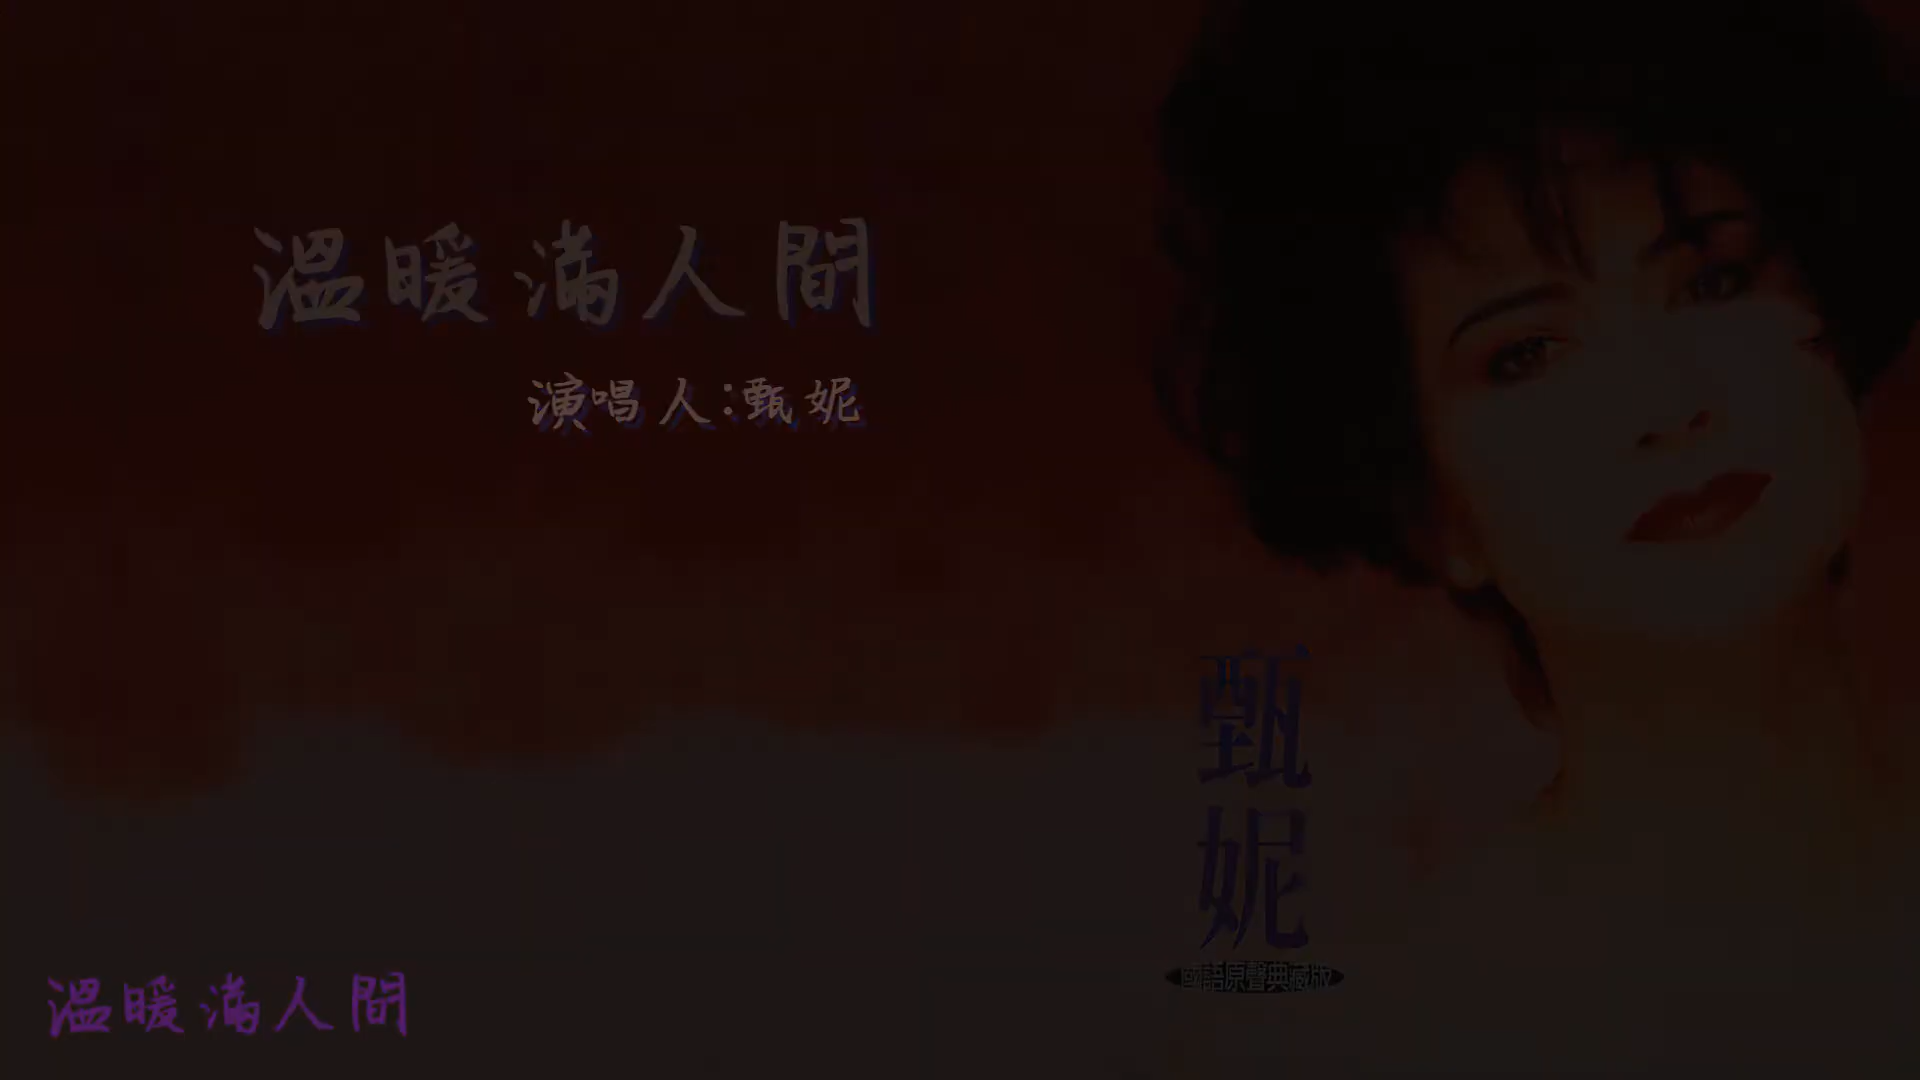 溫暖滿人間
演唱人:甄妮
甄妮
國語原聲典藏版
溫暖滿人間